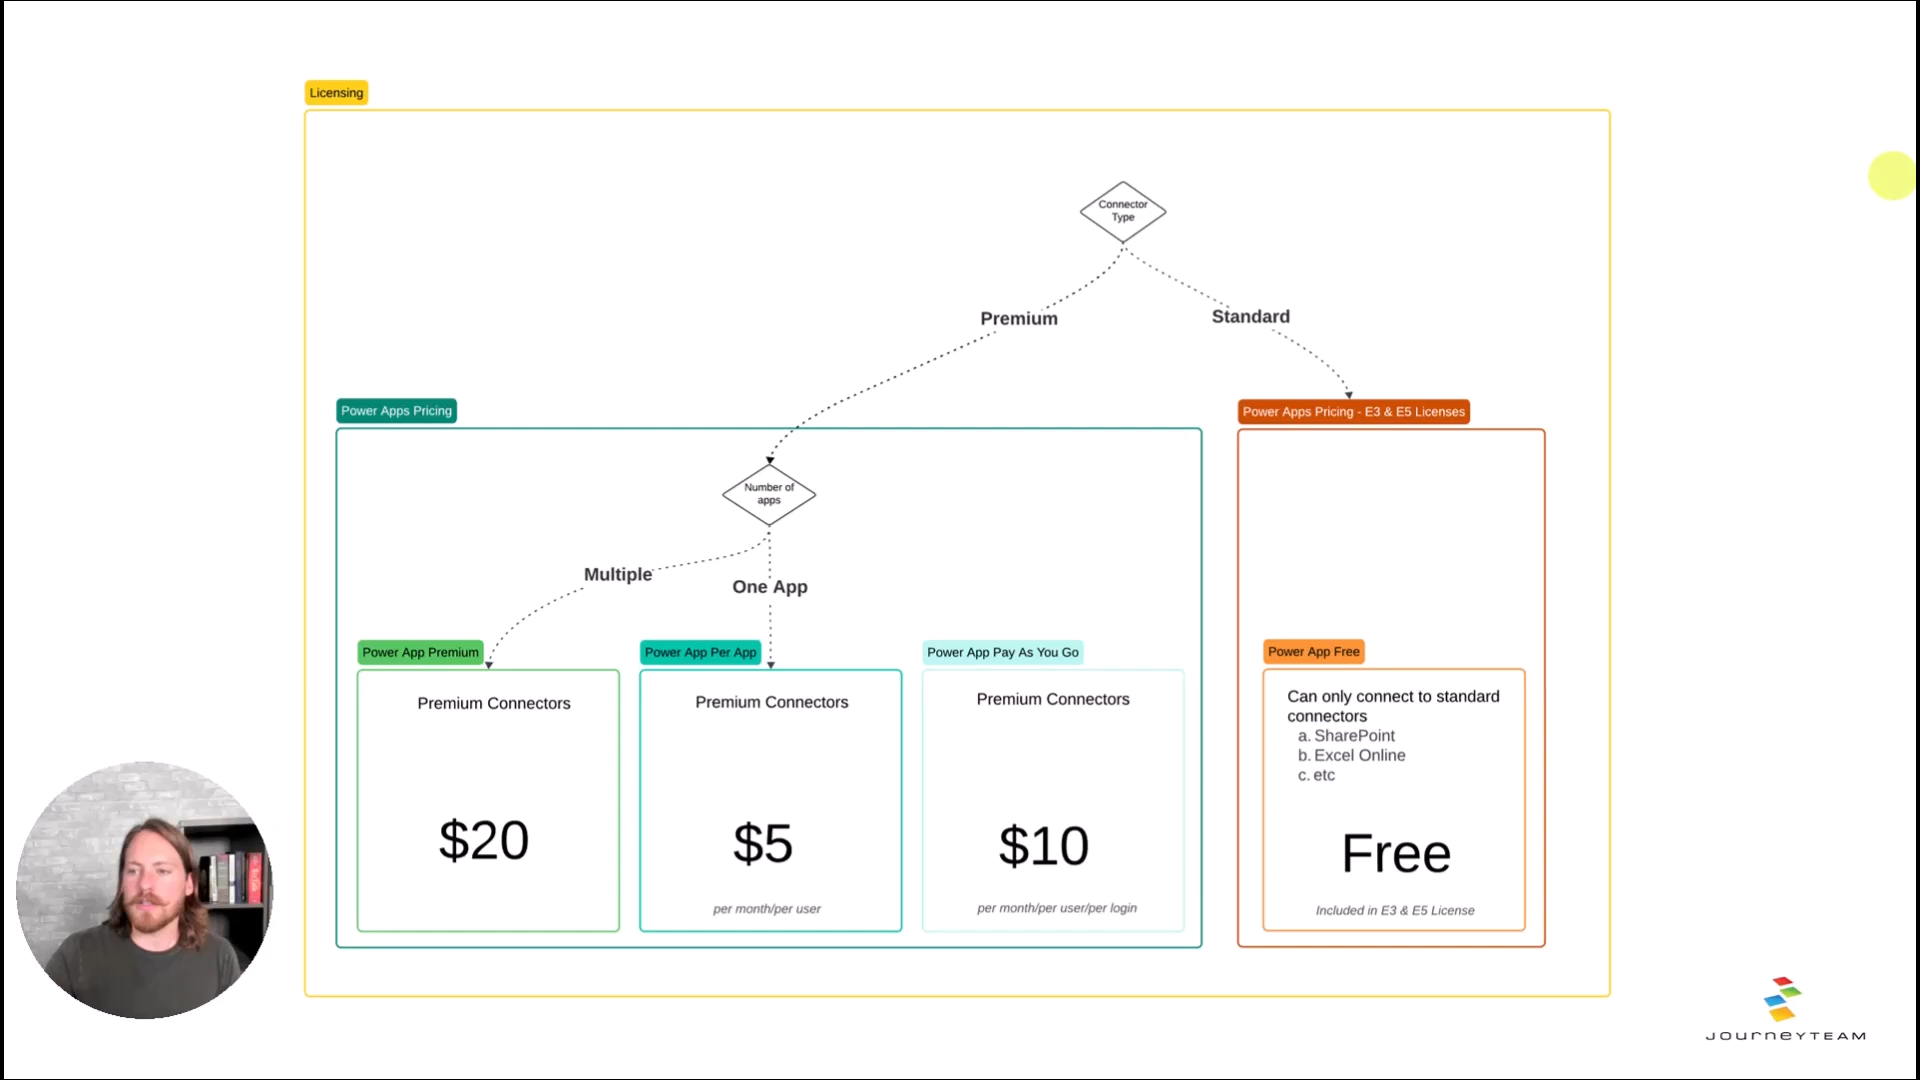 Licensing
Connector
Type
Premium
Standard
Power Apps Pricing
Power Apps Pricing - E3 & E5 Licenses
Number of
apps
Multiple
One App
Power App Premium
Power App Per App
Power App Pay As You Go
Power App Free
Premium Connectors
Premium Connectors
Premium Connectors
Can only connect to standard
connectors
a. SharePoint
b. Excel Online
c. etc
$20
$5
$10
Free
per month/per user
per month/per user/per login
Included in E3 & E5 License
JOURNEYTEAM